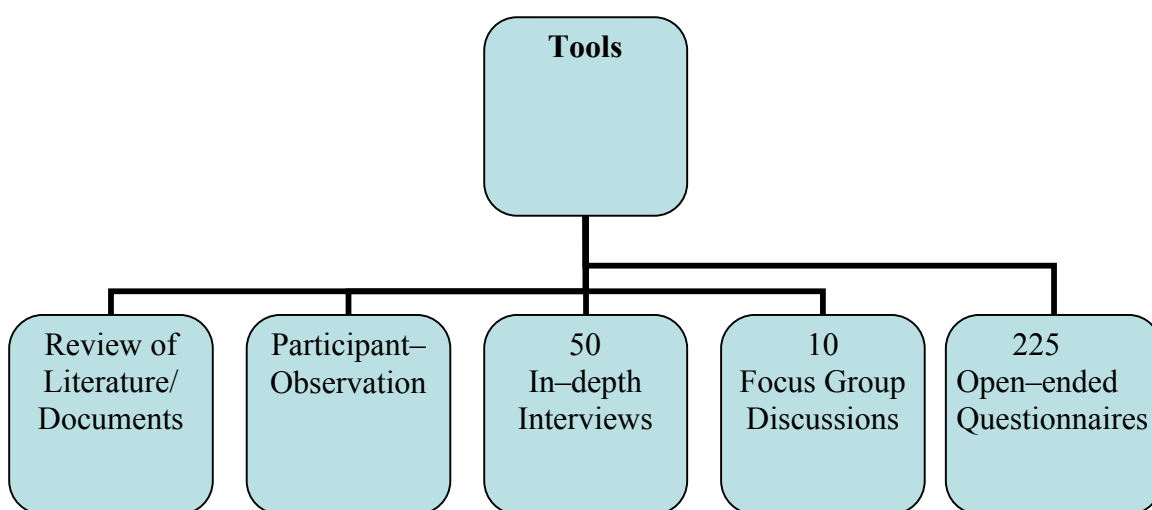 Tools
Review of
Literature/
Documents
Participant–
Observation
50
In–depth
Interviews
10
Focus Group
Discussions
225
Open–ended
Questionnaires